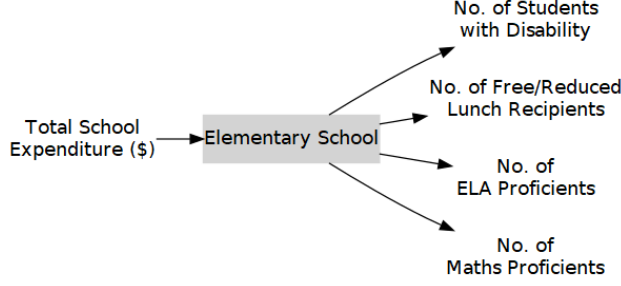 Total School
Expenditure ($)
Elementary School
No. of Students
with Disability
No. of Free/Reduced
Lunch Recipients
No. of
ELA Proficients
No. of
Maths Proficients